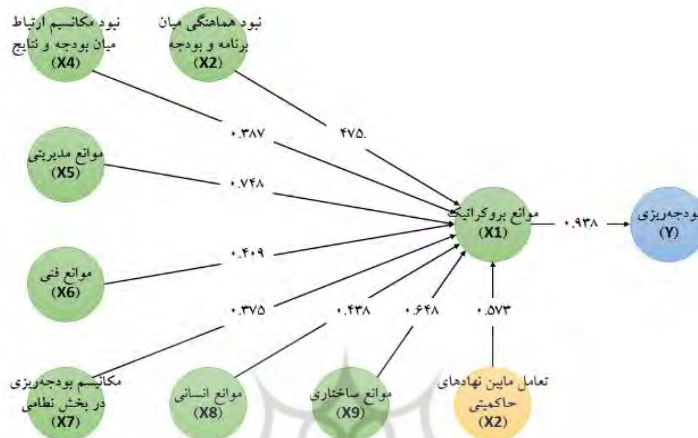 نبود مکانسیم ارتباط
میان بودجه و نتایج
(X4)
نبود هماهنگی میان
برنامه و بودجه
(X2)
۰.۳۸۷
۴۷۵.
موانع مدیریتی
(X5)
۰.۷۴۸
موانع بروکراتیک
(X1)
۰.۹۳۸
بودجه‌ریزی
(Y)
موانع فنی
(X6)
۰.۴۰۹
۰.۳۷۵
۰.۴۳۸
۰.۶۴۸
۰.۵۷۳
مکانیسم بودجه‌ریزی
در بخش نظامی
(X7)
موانع انسانی
(X8)
موانع ساختاری
(X9)
تعامل مابین نهادهای
حاکمیتی
(X2)